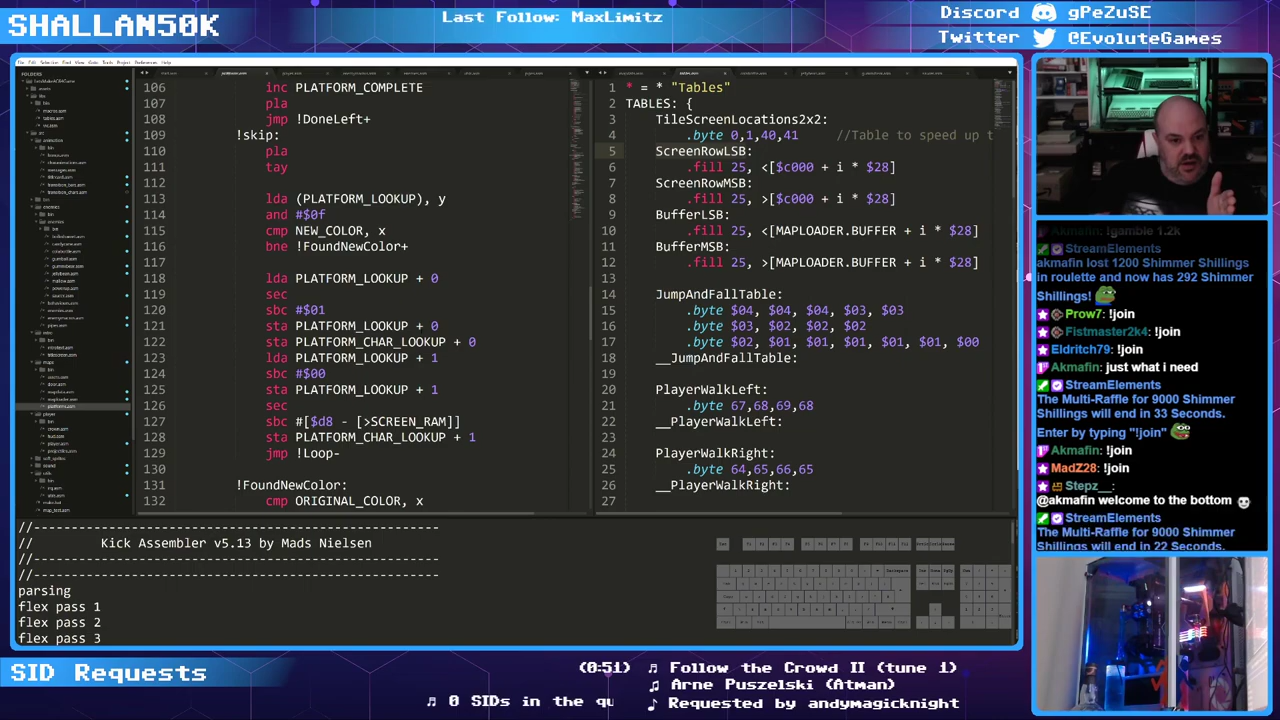 SHALLAN50K
Last Follow: MaxLimitz
Discord gPeZuSE
Twitter @EvoluteGames
FOLDERS
106 inc PLATFORM_COMPLETE
107 pla
108 jmp !DoneLeft+
109 !skip:
110 pla
111 tay
112
113 lda (PLATFORM_LOOKUP), y
114 and #$0f
115 cmp NEW_COLOR, x
116 bne !FoundNewColor+
117
118 lda PLATFORM_LOOKUP + 0
119 sec
120 sbc #$01
121 sta PLATFORM_LOOKUP + 0
122 sta PLATFORM_CHAR_LOOKUP + 0
123 lda PLATFORM_LOOKUP + 1
124 sbc #$00
125 sta PLATFORM_LOOKUP + 1
126 sec
127 sbc #[$d8 - [>SCREEN_RAM]]
128 sta PLATFORM_CHAR_LOOKUP + 1
129 jmp !Loop-
130
131 !FoundNewColor:
132 cmp ORIGINAL_COLOR, x
1 * = * "Tables"
2 TABLES: {
3 TileScreenLocations2x2:
4 .byte 0,1,40,41 //Table to speed up t
5 ScreenRowLSB:
6 .fill 25, <[$c000 + i * $28]
7 ScreenRowMSB:
8 .fill 25, >[$c000 + i * $28]
9 BufferLSB:
10 .fill 25, <[MAPLOADER.BUFFER + i * $28]
11 BufferMSB:
12 .fill 25, >[MAPLOADER.BUFFER + i * $28]
13
14 JumpAndFallTable:
15 .byte $04, $04, $04, $03, $03
16 .byte $03, $02, $02, $02
17 .byte $02, $01, $01, $01, $01, $00
18 __JumpAndFallTable:
19
20 PlayerWalkLeft:
21 .byte 67,68,69,68
22 __PlayerWalkLeft:
23
24 PlayerWalkRight:
25 .byte 64,65,66,65
26 __PlayerWalkRight:
27
//------------------------------------------------
// Kick Assembler v5.13 by Mads Nielsen
//------------------------------------------------
//------------------------------------------------
parsing
flex pass 1
flex pass 2
flex pass 3
Akmafin: !gamble 1.2k
StreamElements
akmafin lost 1200 Shimmer Shillings
in roulette and now has 292 Shimmer
Shillings!
Prow7: !join
Fistmaster2k4: !join
Eldritch79: !join
Akmafin: just what i need
StreamElements
The Multi-Raffle for 9000 Shimmer
Shillings will end in 33 Seconds.
Enter by typing "!join"
Akmafin: !join
MadZ28: !join
Stepz__:
@akmafin welcome to the bottom
StreamElements
The Multi-Raffle for 9000 Shimmer
Shillings will end in 22 Seconds.
SID Requests
(0:51) ♫ Follow the Crowd II (tune 1)
♫ Arne Puszelski (Atman)
♫ 0 SIDs in the qu
♪ Requested by andymagicknight